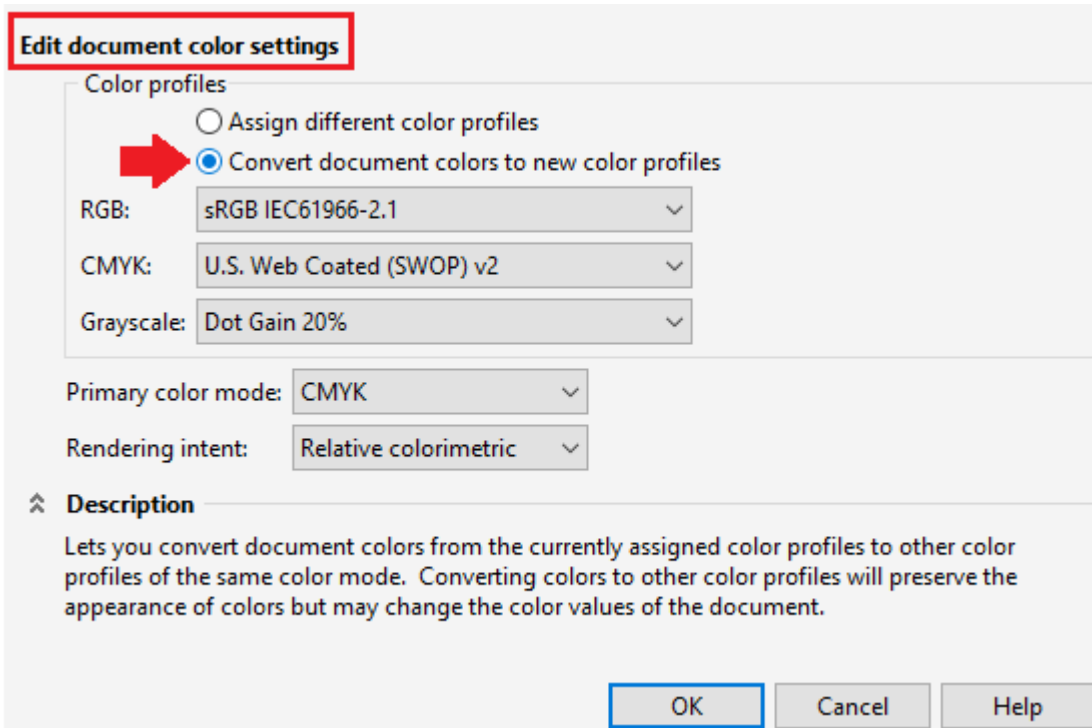 Edit document color settings
Color profiles
Assign different color profiles
Convert document colors to new color profiles
RGB: sRGB IEC61966-2.1
CMYK: U.S. Web Coated (SWOP) v2
Grayscale: Dot Gain 20%
Primary color mode: CMYK
Rendering intent: Relative colorimetric
Description
Lets you convert document colors from the currently assigned color profiles to other color
profiles of the same color mode.  Converting colors to other color profiles will preserve the
appearance of colors but may change the color values of the document.
OK Cancel Help